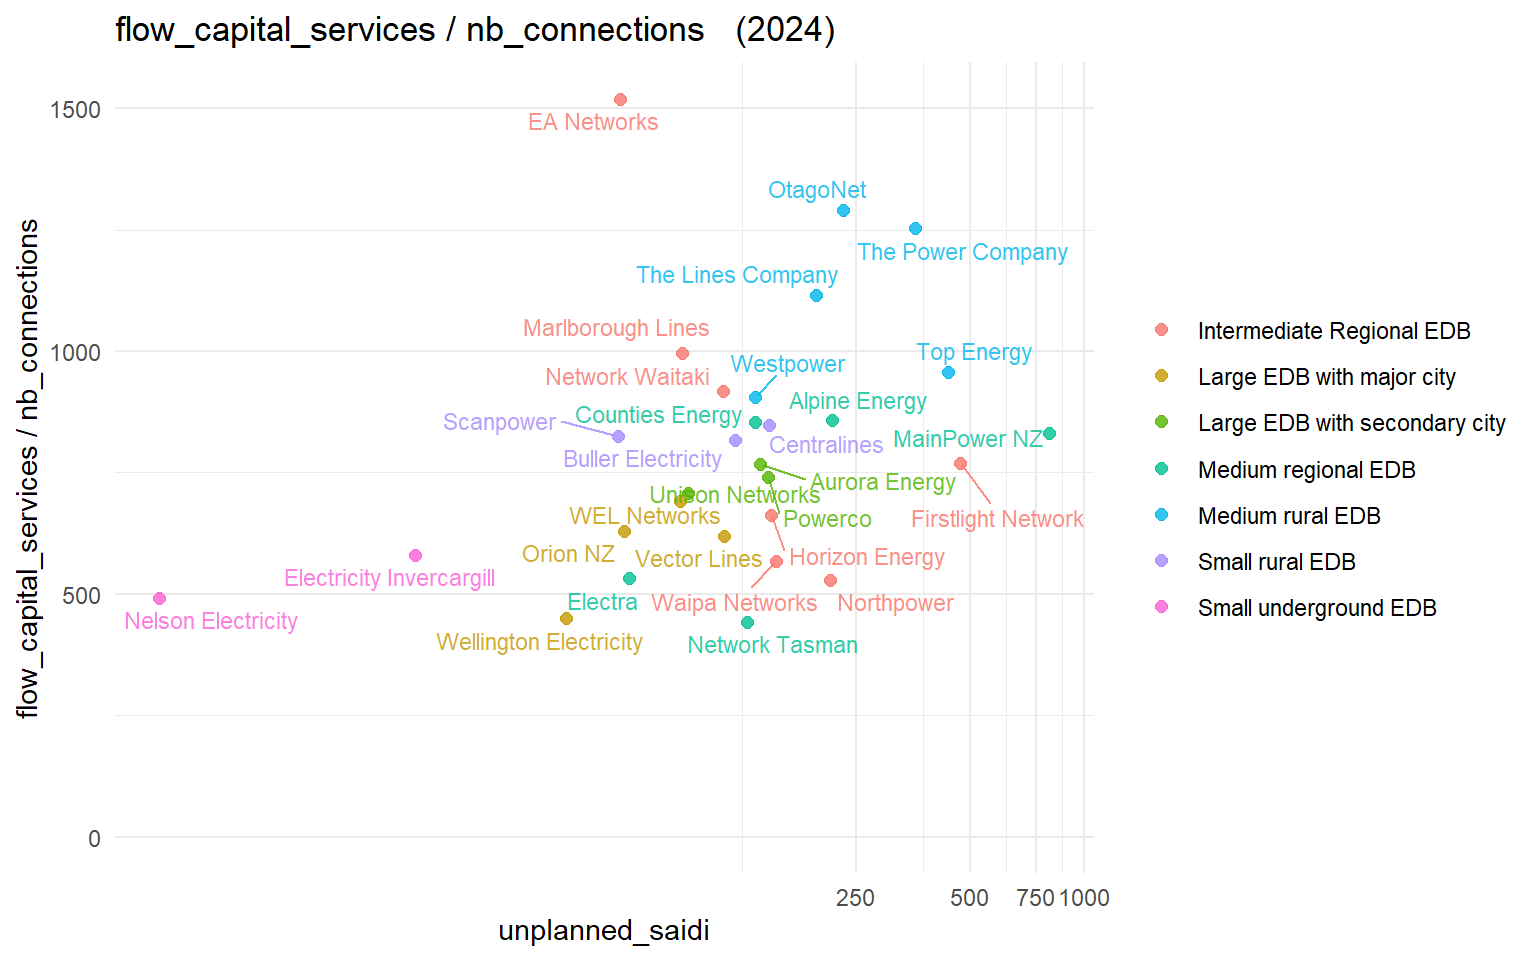 flow_capital_services / nb_connections (2024)
flow_capital_services / nb_connections
1500
1000
500
0
EA Networks
OtagoNet
The Power Company
The Lines Company
Marlborough Lines
Top Energy
Westpower
Network Waitaki
Alpine Energy
Counties Energy
Scanpower
MainPower NZ
Centralines
Buller Electricity
Aurora Energy
Unison Networks
WEL Networks
Powerco
Firstlight Network
Orion NZ
Vector Lines
Horizon Energy
Electricity Invercargill
Electra
Waipa Networks
Northpower
Nelson Electricity
Wellington Electricity
Network Tasman
250
500
750
1000
unplanned_saidi
Intermediate Regional EDB
Large EDB with major city
Large EDB with secondary city
Medium regional EDB
Medium rural EDB
Small rural EDB
Small underground EDB